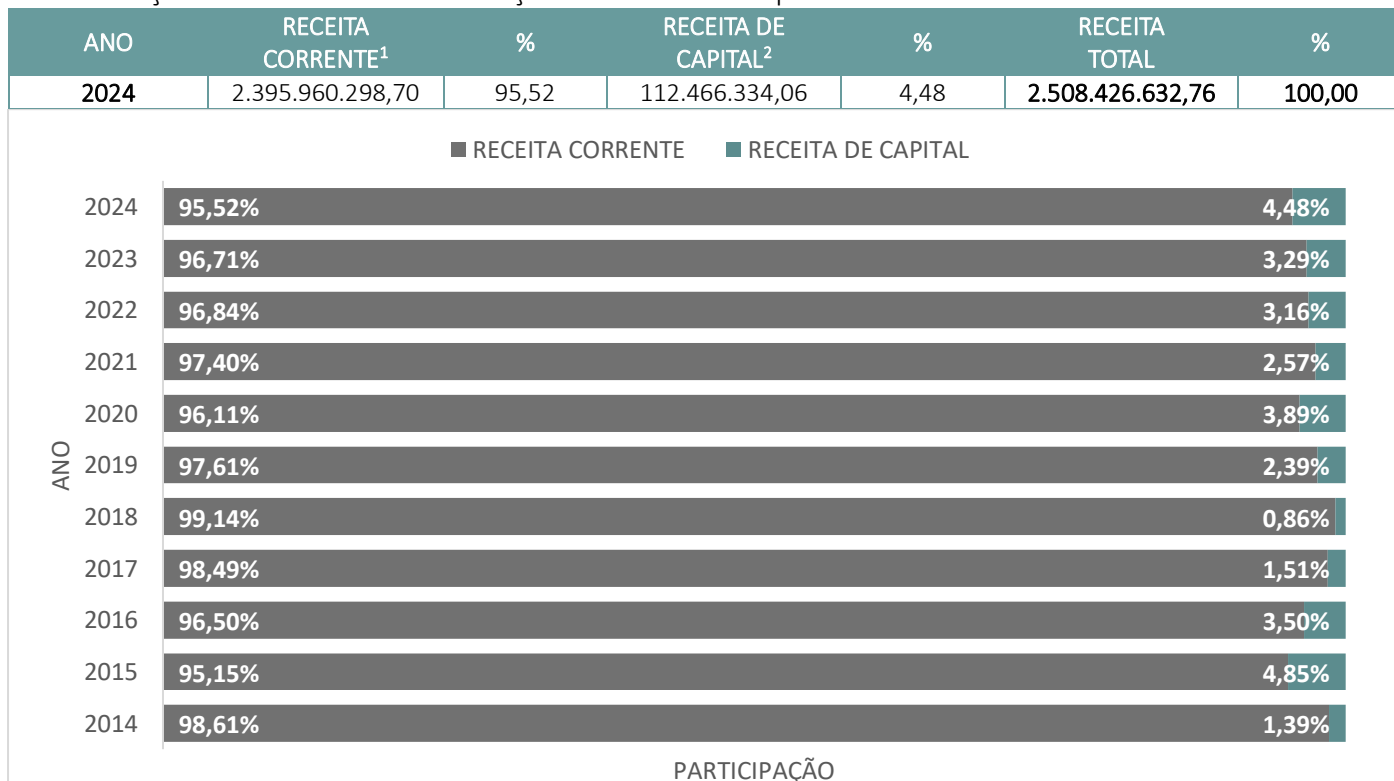 ANO RECEITA CORRENTE¹ % RECEITA DE CAPITAL² % RECEITA TOTAL %
2024 2.395.960.298,70 95,52 112.466.334,06 4,48 2.508.426.632,76 100,00
RECEITA CORRENTE RECEITA DE CAPITAL
2024 95,52% 4,48%
2023 96,71% 3,29%
2022 96,84% 3,16%
2021 97,40% 2,57%
2020 96,11% 3,89%
ANO
2019 97,61% 2,39%
2018 99,14% 0,86%
2017 98,49% 1,51%
2016 96,50% 3,50%
2015 95,15% 4,85%
2014 98,61% 1,39%
PARTICIPAÇÃO